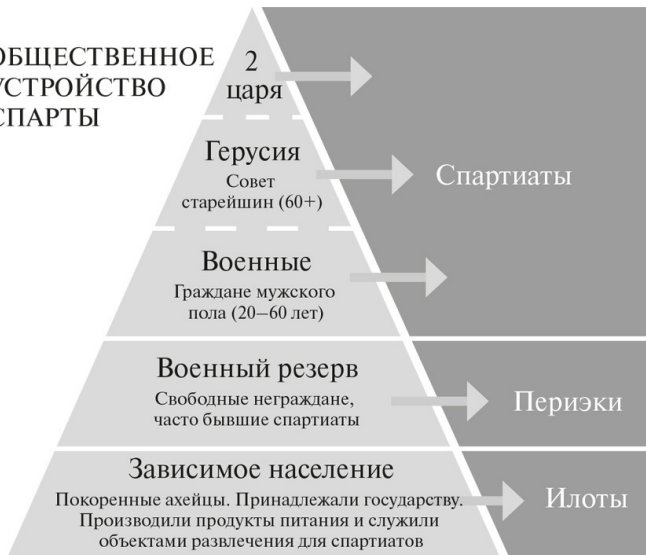 ОБЩЕСТВЕННОЕ
УСТРОЙСТВО
СПАРТЫ
2
царя
Герусия
Совет
старейшин (60+)
Спартиаты
Военные
Граждане мужского
пола (20–60 лет)
Военный резерв
Свободные неграждане,
часто бывшие спартиаты
Периэки
Зависимое население
Покоренные ахейцы. Принадлежали государству.
Производили продукты питания и служили
объектами развлечения для спартиатов
Илоты